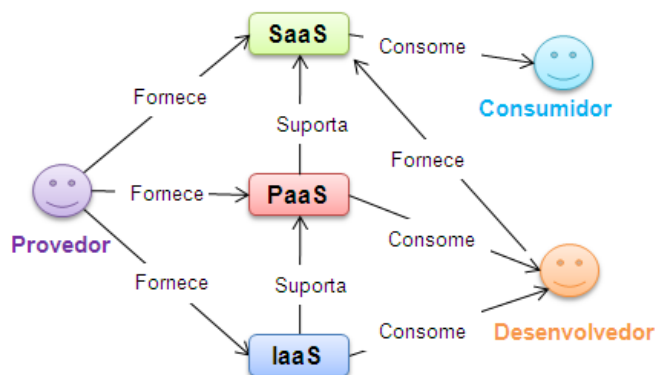 SaaS
Consome
Consumidor
Fornece
Suporta
Fornece
Fornece
PaaS
Provedor
Consome
Fornece
Suporta
Consome
Desenvolvedor
IaaS